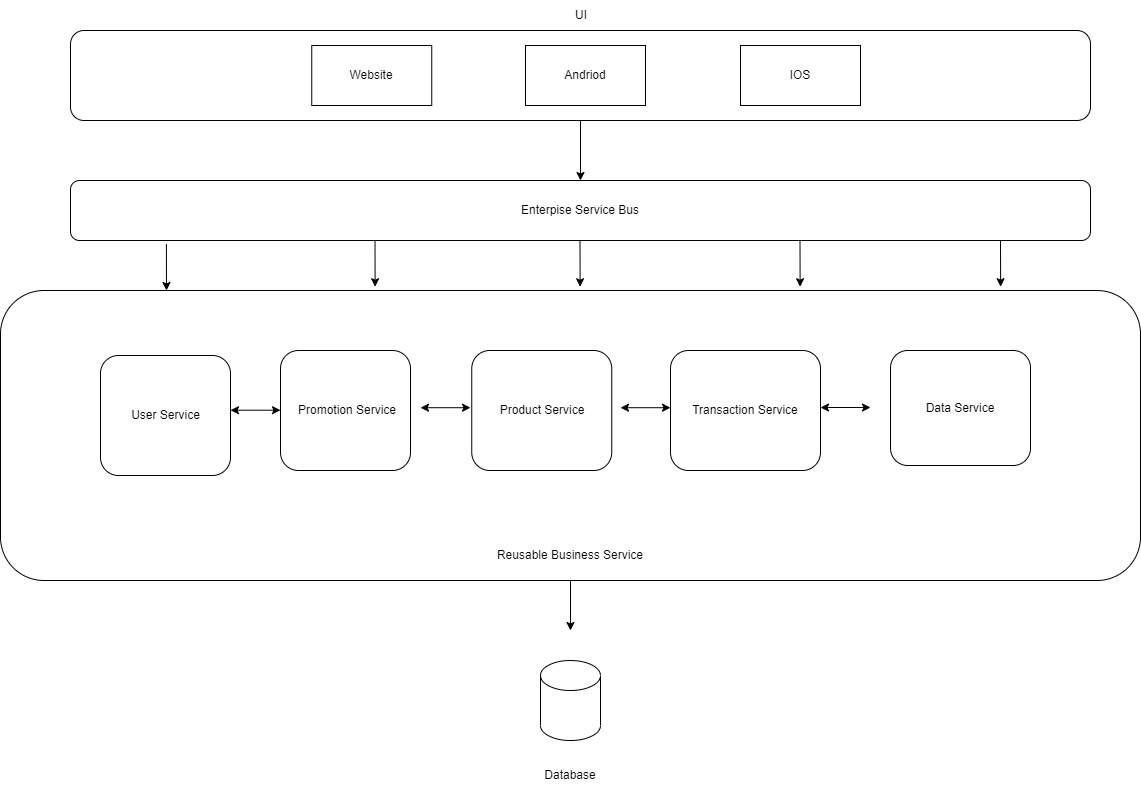 UI
Website
Andriod
IOS
Enterpise Service Bus
User Service
Promotion Service
Product Service
Transaction Service
Data Service
Reusable Business Service
Database